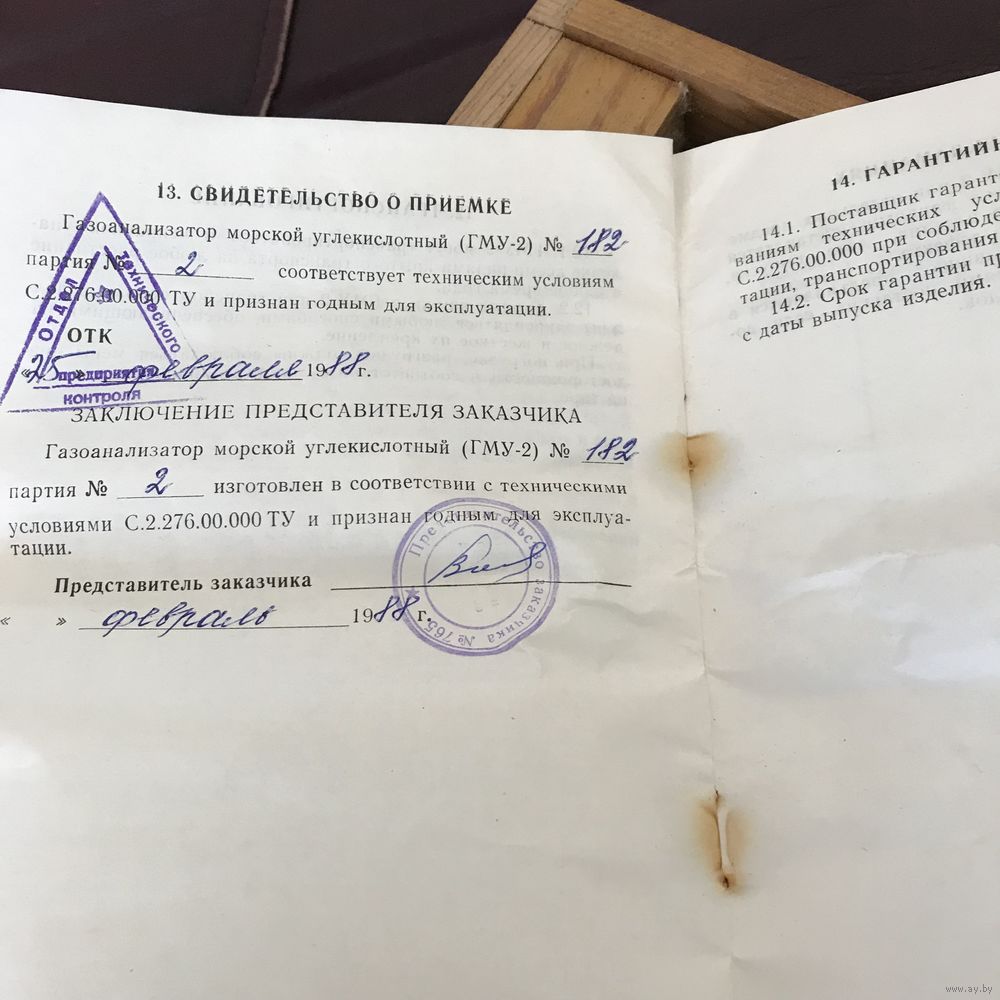 13. СВИДЕТЕЛЬСТВО О ПРИЕМКЕ
Газоанализатор морской углекислотный (ГМУ-2) № 182
партия № 2 соответствует техническим условиям
С.2.276.00.000 ТУ и признан годным для эксплуатации.
ОТК
« 25 » февраля 1988 г.
Отдел
технического
контроля
предприятия
ЗАКЛЮЧЕНИЕ ПРЕДСТАВИТЕЛЯ ЗАКАЗЧИКА
Газоанализатор морской углекислотный (ГМУ-2) № 182
партия № 2 изготовлен в соответствии с техническими
условиями С.2.276.00.000 ТУ и признан годным для эксплуа-
тации.
Представитель заказчика
« » февраль 1988 г.
Представительство заказчика № 765
14. ГАРАНТИЙН
14.1. Поставщик гарант
ваниям технических усл
С.2.276.00.000 при соблюде
тации, транспортирования
14.2. Срок гарантии п
с даты выпуска изделия.
www.ay.by